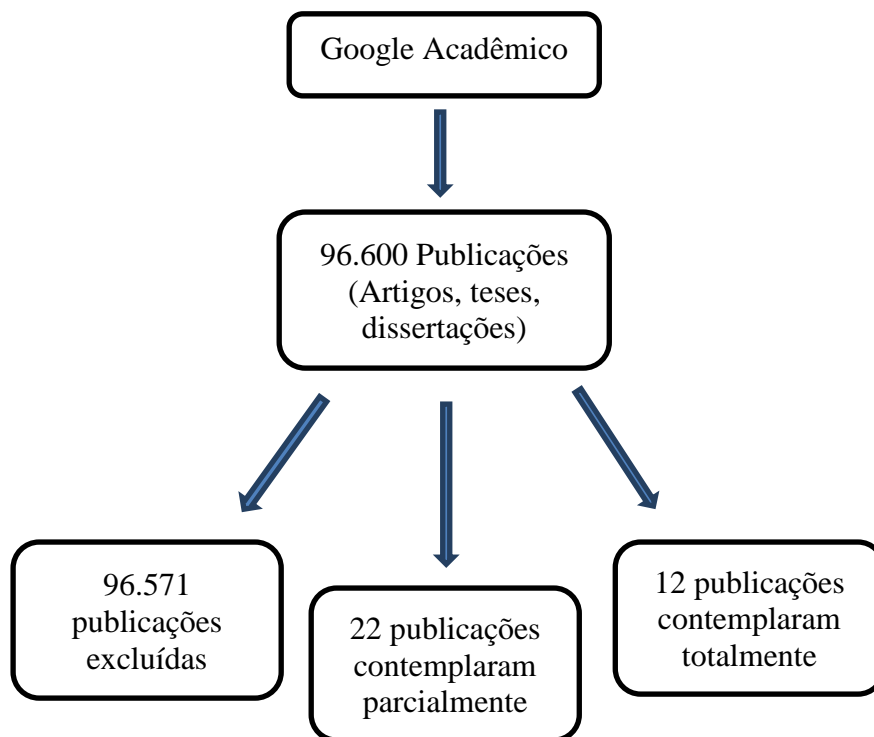 Google Acadêmico
96.600 Publicações
(Artigos, teses,
dissertações)
96.571
publicações
excluídas
22 publicações
contemplaram
parcialmente
12 publicações
contemplaram
totalmente